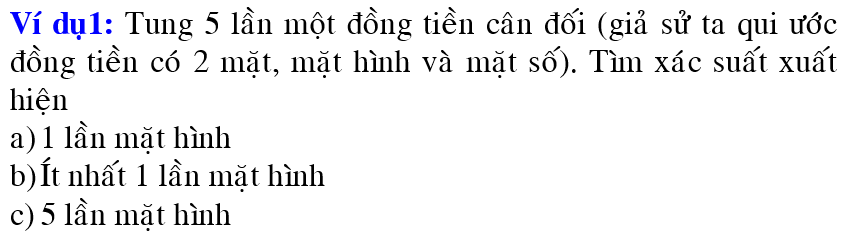 Ví dụ1: Tung 5 lần một đồng tiền cân đối (giả sử ta qui ước
đồng tiền có 2 mặt, mặt hình và mặt số). Tìm xác suất xuất
hiện
a) 1 lần mặt hình
b) Ít nhất 1 lần mặt hình
c) 5 lần mặt hình